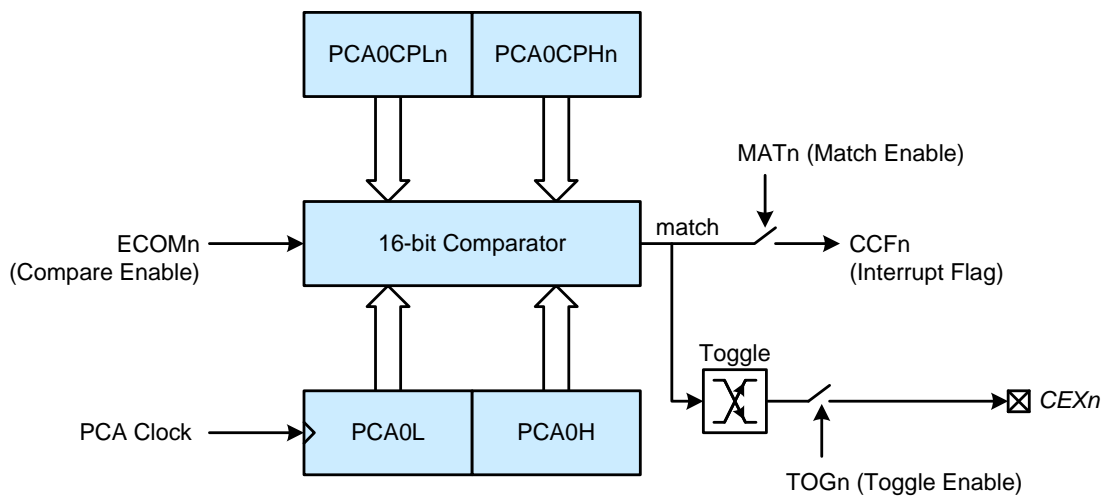 PCA0CPLn PCA0CPHn
MATn (Match Enable)
ECOMn
(Compare Enable)
16-bit Comparator
match
CCFn
(Interrupt Flag)
Toggle
CEXn
PCA Clock
PCA0L PCA0H
TOGn (Toggle Enable)